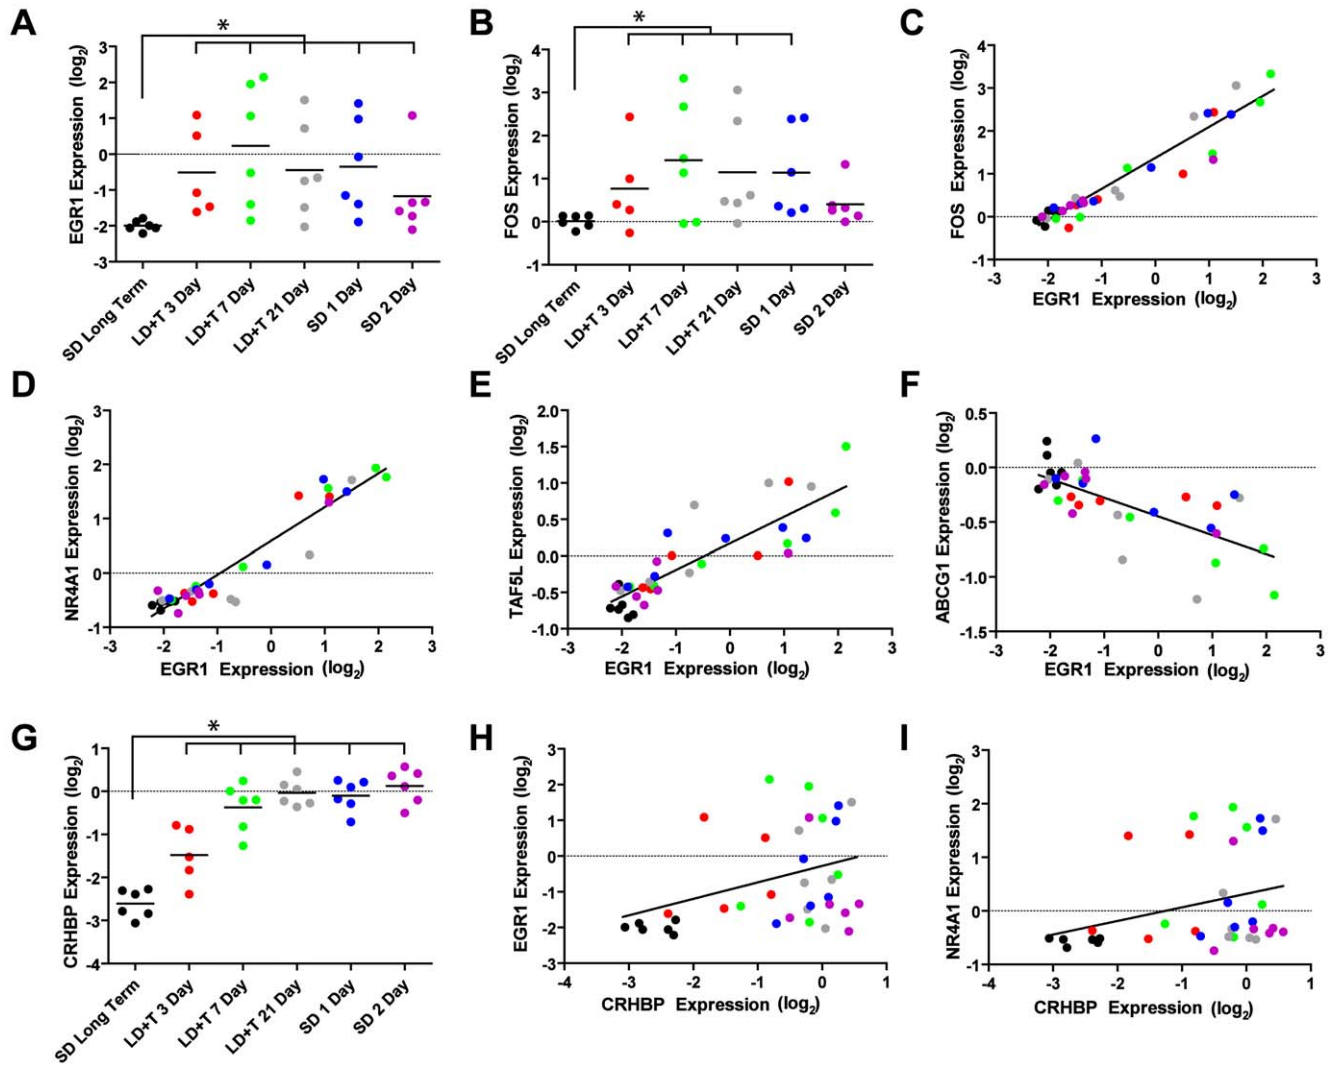 A
EGR1 Expression (log2)
3
2
1
0
-1
-2
-3
*
SD Long Term
LD+T 3 Day
LD+T 7 Day
LD+T 21 Day
SD 1 Day
SD 2 Day
B
FOS Expression (log2)
4
3
2
1
0
-1
*
SD Long Term
LD+T 3 Day
LD+T 7 Day
LD+T 21 Day
SD 1 Day
SD 2 Day
C
FOS Expression (log2)
4
3
2
1
0
-1
-3 -2 -1 0 1 2 3
EGR1 Expression (log2)
D
NR4A1 Expression (log2)
3
2
1
0
-1
-3 -2 -1 0 1 2 3
EGR1 Expression (log2)
E
TAF5L Expression (log2)
2.0
1.5
1.0
0.5
0.0
-0.5
-1.0
-3 -2 -1 0 1 2 3
EGR1 Expression (log2)
F
ABCG1 Expression (log2)
0.5
0.0
-0.5
-1.0
-1.5
-3 -2 -1 0 1 2 3
EGR1 Expression (log2)
G
CRHBP Expression (log2)
1
0
-1
-2
-3
-4
*
SD Long Term
LD+T 3 Day
LD+T 7 Day
LD+T 21 Day
SD 1 Day
SD 2 Day
H
EGR1 Expression (log2)
3
2
1
0
-1
-2
-3
-4 -3 -2 -1 0 1
CRHBP Expression (log2)
I
NR4A1 Expression (log2)
3
2
1
0
-1
-4 -3 -2 -1 0 1
CRHBP Expression (log2)